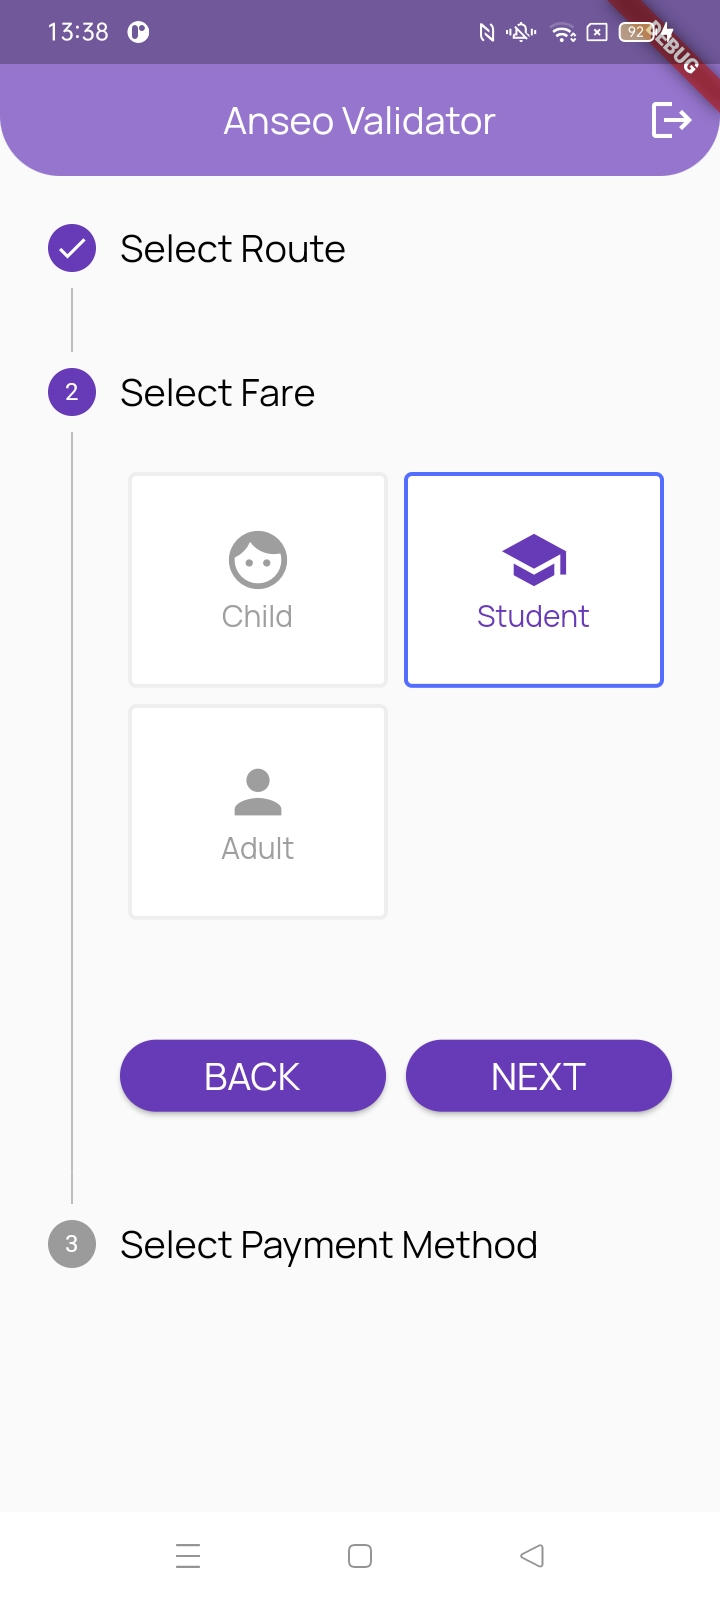 13:38
92
DEBUG
Anseo Validator
Select Route
2
Select Fare
Child
Student
Adult
BACK
NEXT
3
Select Payment Method